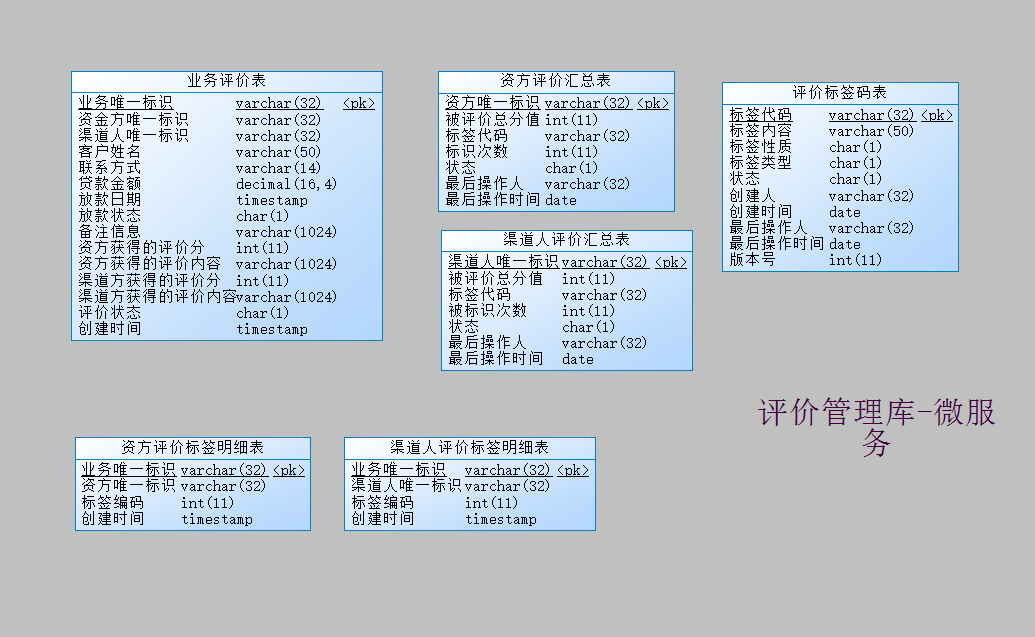 业务评价表
业务唯一标识 varchar(32) <pk>
资金方唯一标识 varchar(32)
渠道人唯一标识 varchar(32)
客户姓名 varchar(50)
联系方式 varchar(14)
贷款金额 decimal(16,4)
放款日期 timestamp
放款状态 char(1)
备注信息 varchar(1024)
资方获得的评价分 int(11)
资方获得的评价内容 varchar(1024)
渠道方获得的评价分 int(11)
渠道方获得的评价内容 varchar(1024)
评价状态 char(1)
创建时间 timestamp
资方评价汇总表
资方唯一标识 varchar(32) <pk>
被评价总分值 int(11)
标签代码 varchar(32)
标识次数 int(11)
状态 char(1)
最后操作人 varchar(32)
最后操作时间 date
渠道人评价汇总表
渠道人唯一标识 varchar(32) <pk>
被评价总分值 int(11)
标签代码 varchar(32)
被标识次数 int(11)
状态 char(1)
最后操作人 varchar(32)
最后操作时间 date
评价标签码表
标签代码 varchar(32) <pk>
标签内容 varchar(50)
标签性质 char(1)
标签类型 char(1)
状态 char(1)
创建人 varchar(32)
创建时间 date
最后操作人 varchar(32)
最后操作时间 date
版本号 int(11)
评价管理库-微服
务
资方评价标签明细表
业务唯一标识 varchar(32) <pk>
资方唯一标识 varchar(32)
标签编码 int(11)
创建时间 timestamp
渠道人评价标签明细表
业务唯一标识 varchar(32) <pk>
渠道人唯一标识 varchar(32)
标签编码 int(11)
创建时间 timestamp